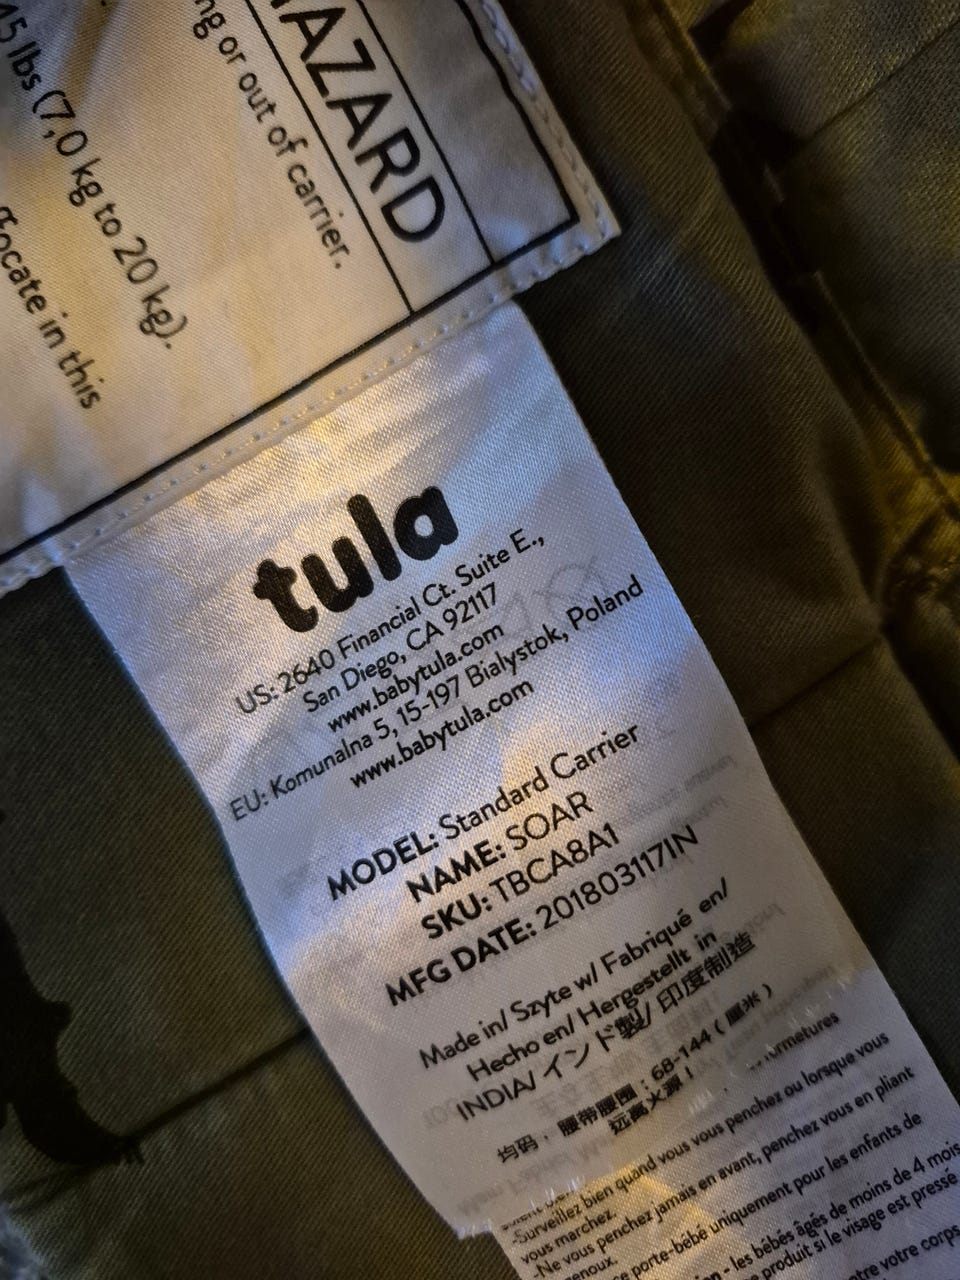 HAZARD
ng or out of carrier.
45 lbs (7,0 kg to 20 kg).
focate in this
tula
US: 2640 Financial Ct. Suite E.,
San Diego, CA 92117
www.babytula.com
EU: Komunalna 5, 15-197 Bialystok, Poland
www.babytula.com
MODEL: Standard Carrier
NAME: SOAR
SKU: TBCA8A1
MFG DATE: 20180311171N
Made in/ Szyte w/ Fabriqué en/
Hecho en/ Hergestellt in
INDIA/ インド製/ 印度制造
均码，腰带腰围：68-144（厘米）
远离火源！
fermetures
-Surveillez bien quand vous vous penchez ou lorsque vous
vous marchez.
-Ne vous penchez jamais en avant, penchez vous en pliant
genoux.
ce porte-bébé uniquement pour les enfants de
on - les bébés âgés de moins de 4 mois
produit si le visage est pressé
entre votre corps